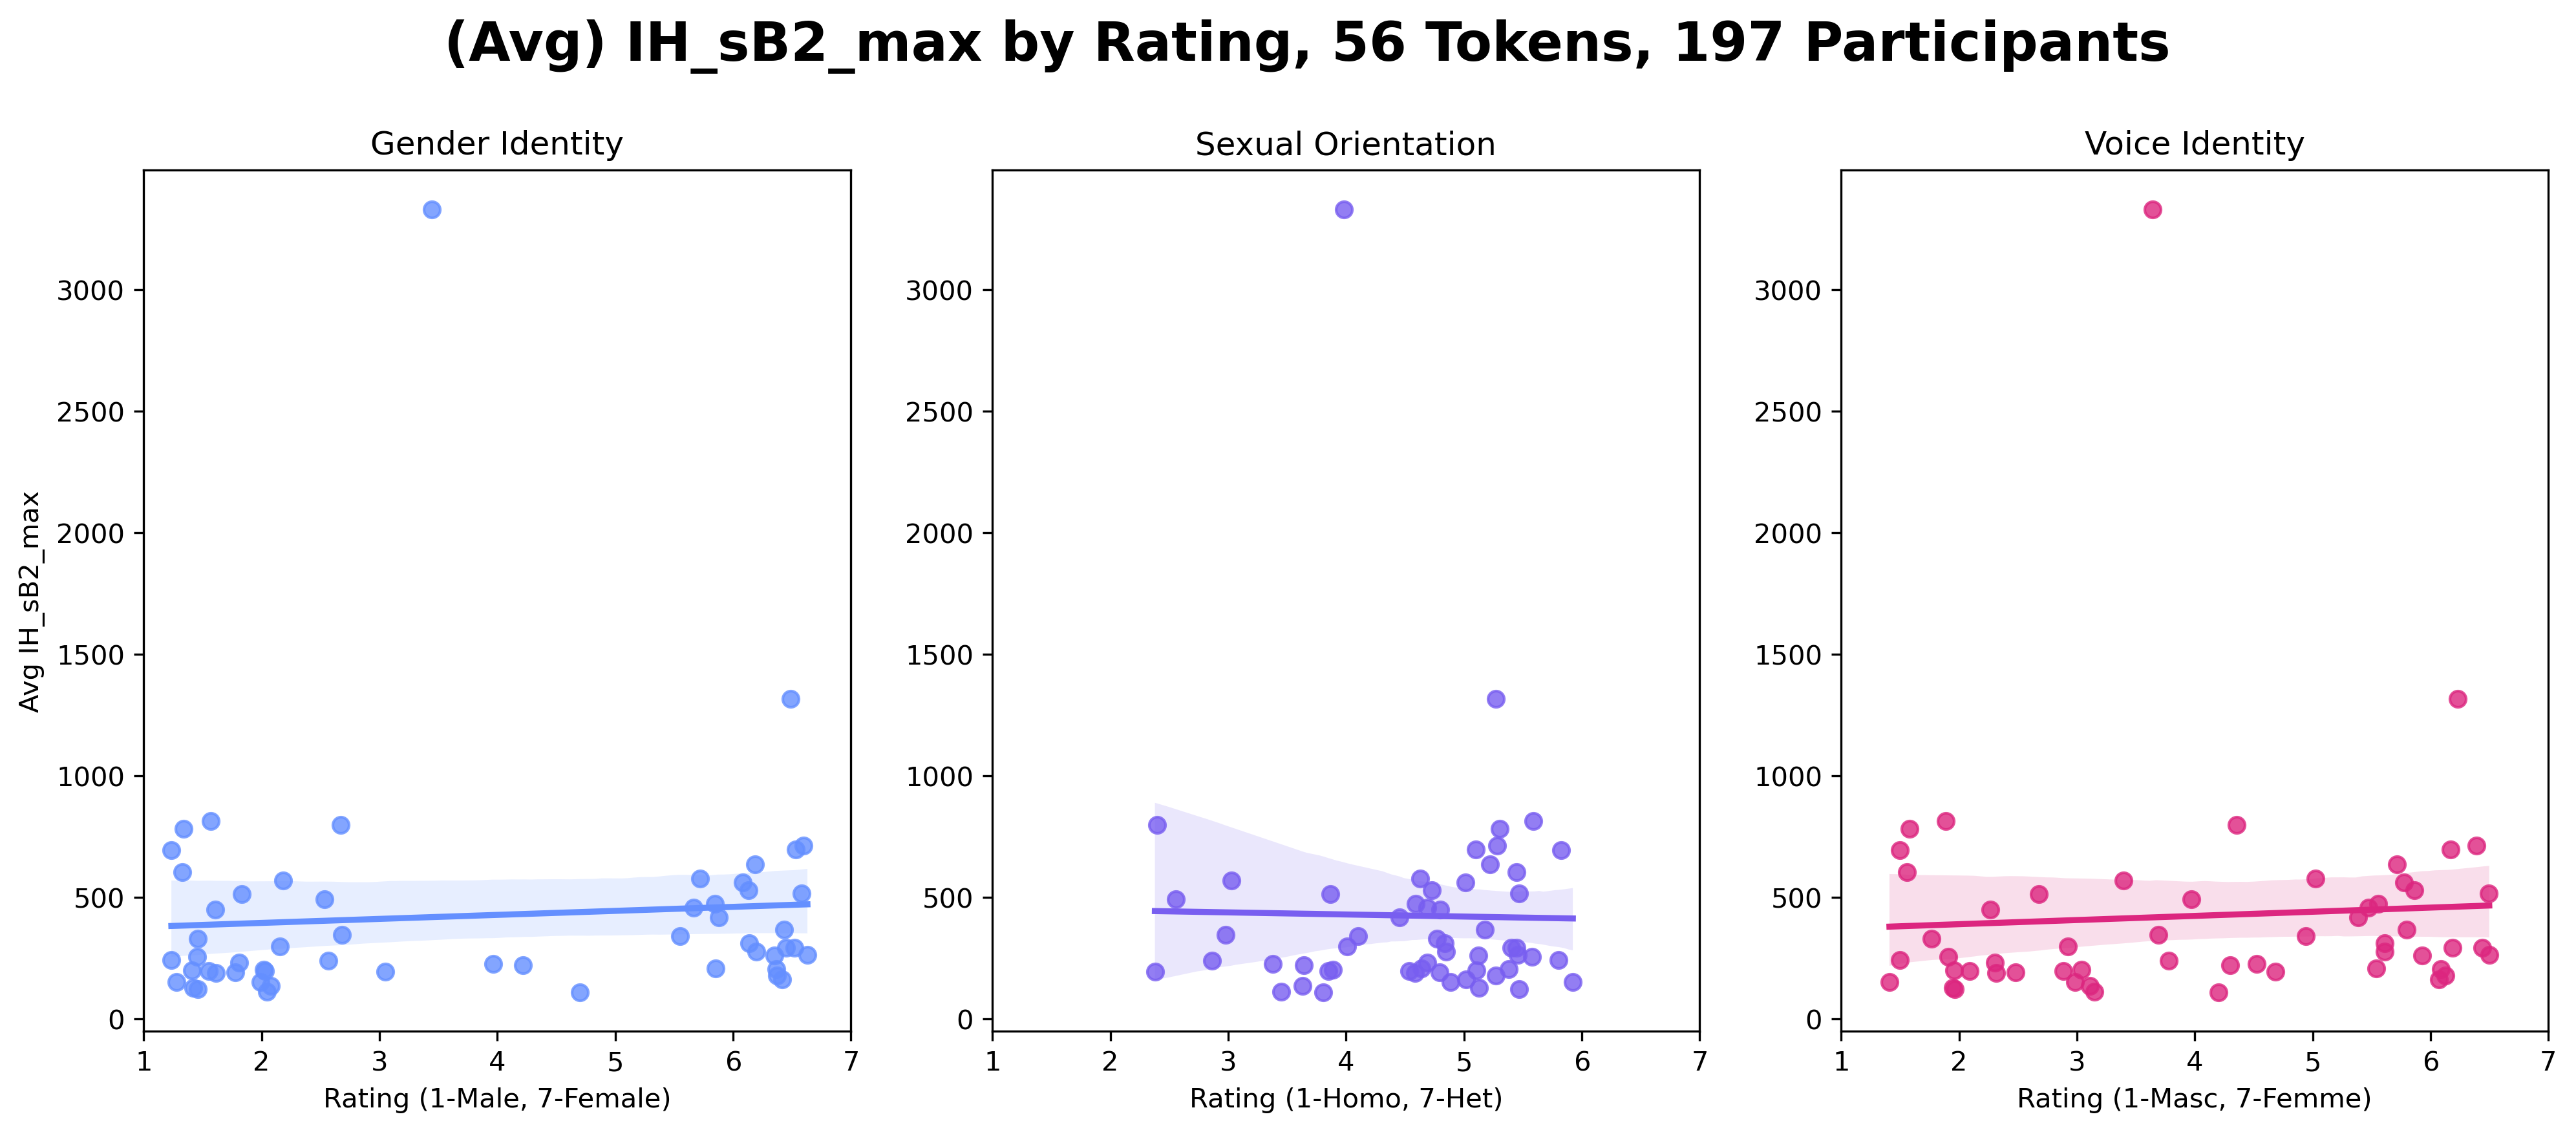 (Avg) IH_sB2_max by Rating, 56 Tokens, 197 Participants
Gender Identity
Sexual Orientation
Voice Identity
Avg IH_sB2_max
3000
2500
2000
1500
1000
500
0
1 2 3 4 5 6 7
Rating (1-Male, 7-Female)
3000
2500
2000
1500
1000
500
0
1 2 3 4 5 6 7
Rating (1-Homo, 7-Het)
3000
2500
2000
1500
1000
500
0
1 2 3 4 5 6 7
Rating (1-Masc, 7-Femme)